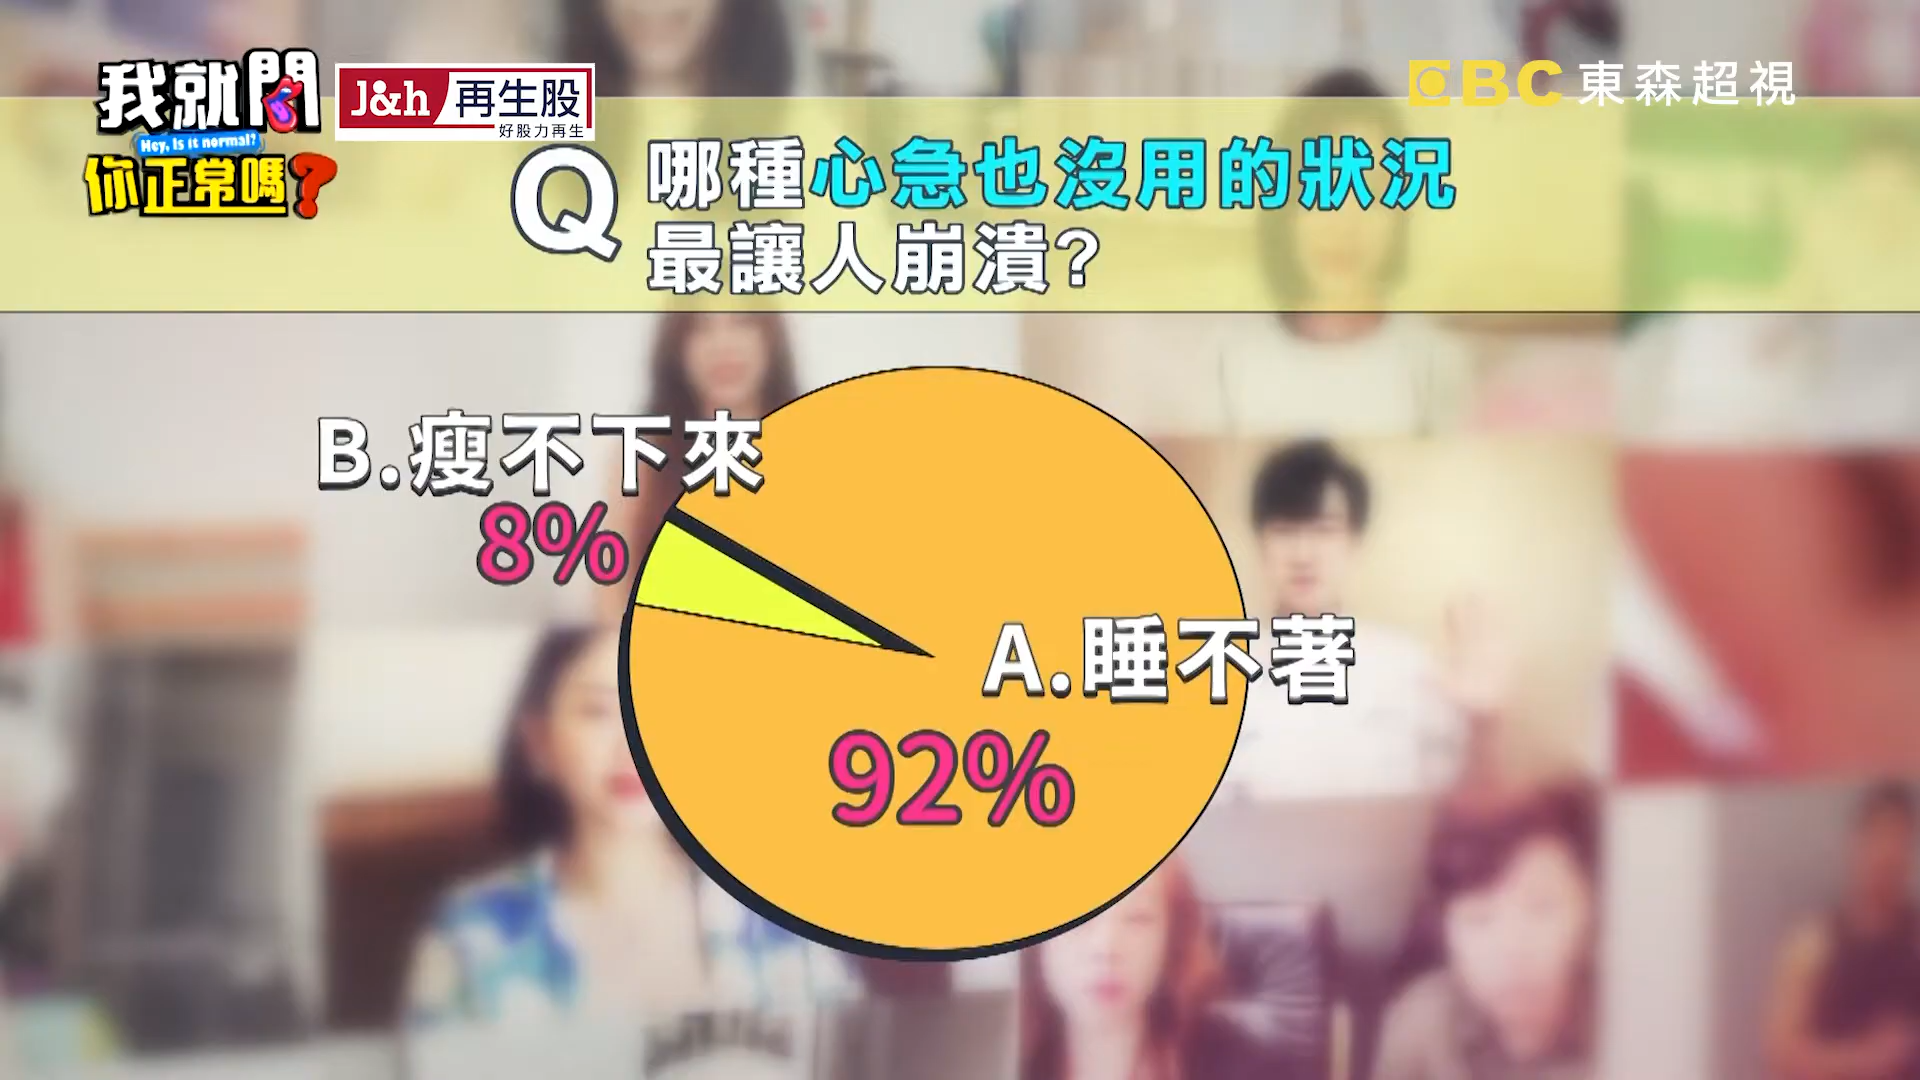 我就問
Hey, Is it normal?
你正常嗎?
J&h 再生股
好股力再生
EBC 東森超視
Q 哪種心急也沒用的狀況
最讓人崩潰?
B.瘦不下來
8%
A.睡不著
92%